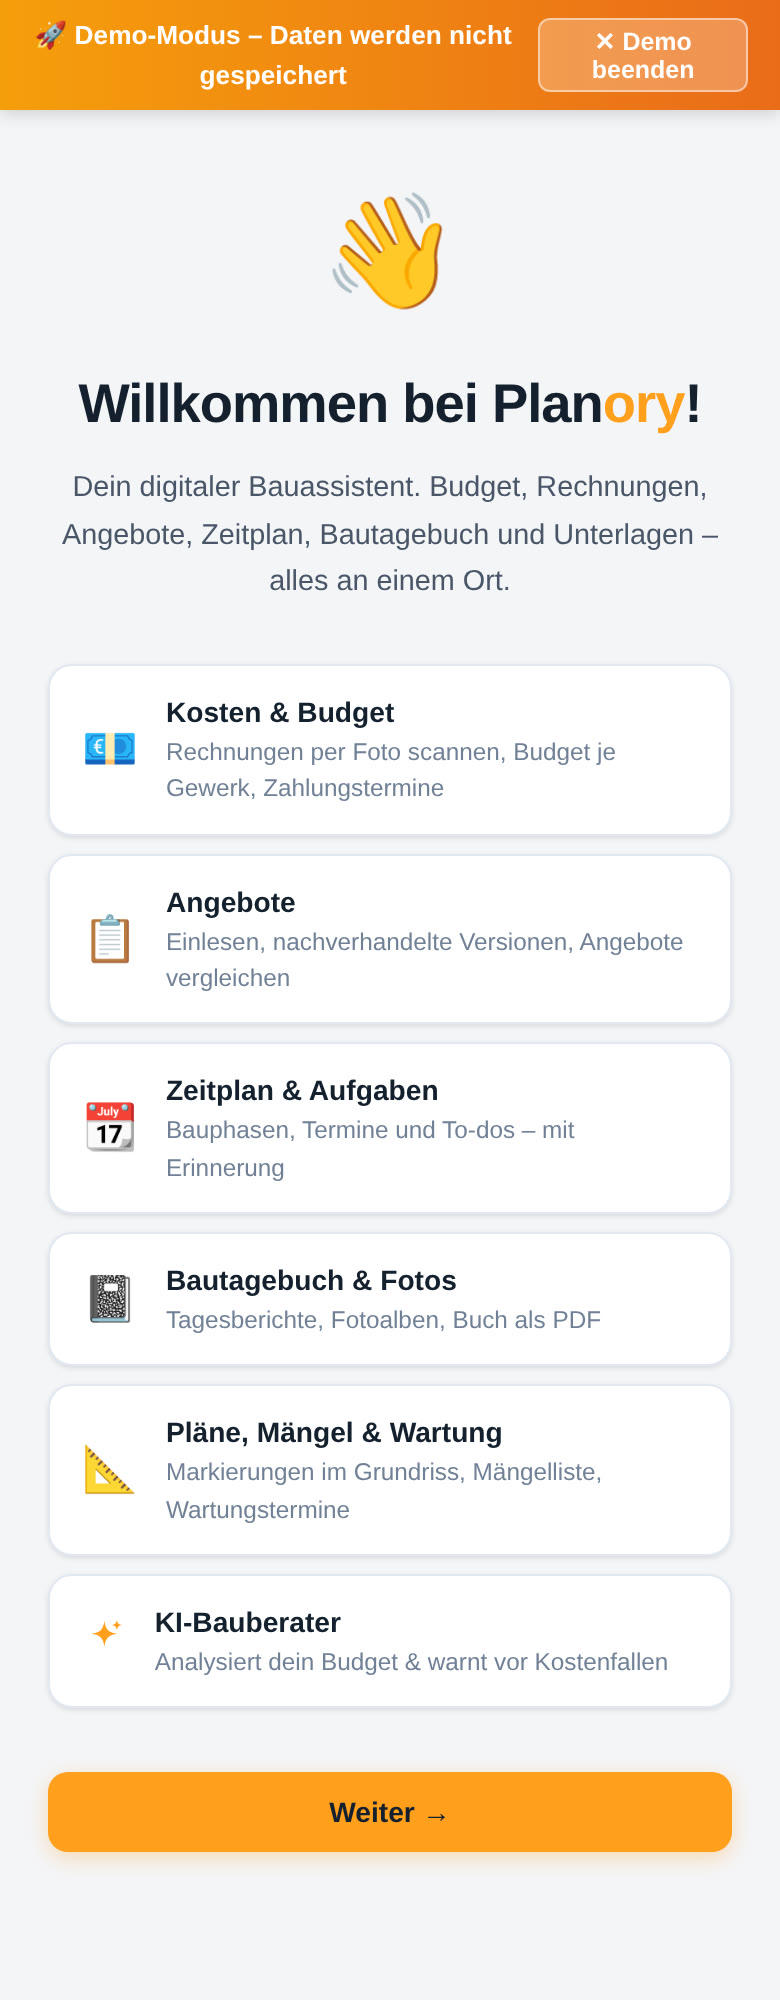 🚀 Demo-Modus – Daten werden nicht
gespeichert
✕ Demo
beenden
Willkommen bei Planory!
Dein digitaler Bauassistent. Budget, Rechnungen,
Angebote, Zeitplan, Bautagebuch und Unterlagen –
alles an einem Ort.
Kosten & Budget
Rechnungen per Foto scannen, Budget je
Gewerk, Zahlungstermine
Angebote
Einlesen, nachverhandelte Versionen, Angebote
vergleichen
July
17
Zeitplan & Aufgaben
Bauphasen, Termine und To-dos – mit
Erinnerung
Bautagebuch & Fotos
Tagesberichte, Fotoalben, Buch als PDF
Pläne, Mängel & Wartung
Markierungen im Grundriss, Mängelliste,
Wartungstermine
KI-Bauberater
Analysiert dein Budget & warnt vor Kostenfallen
Weiter →